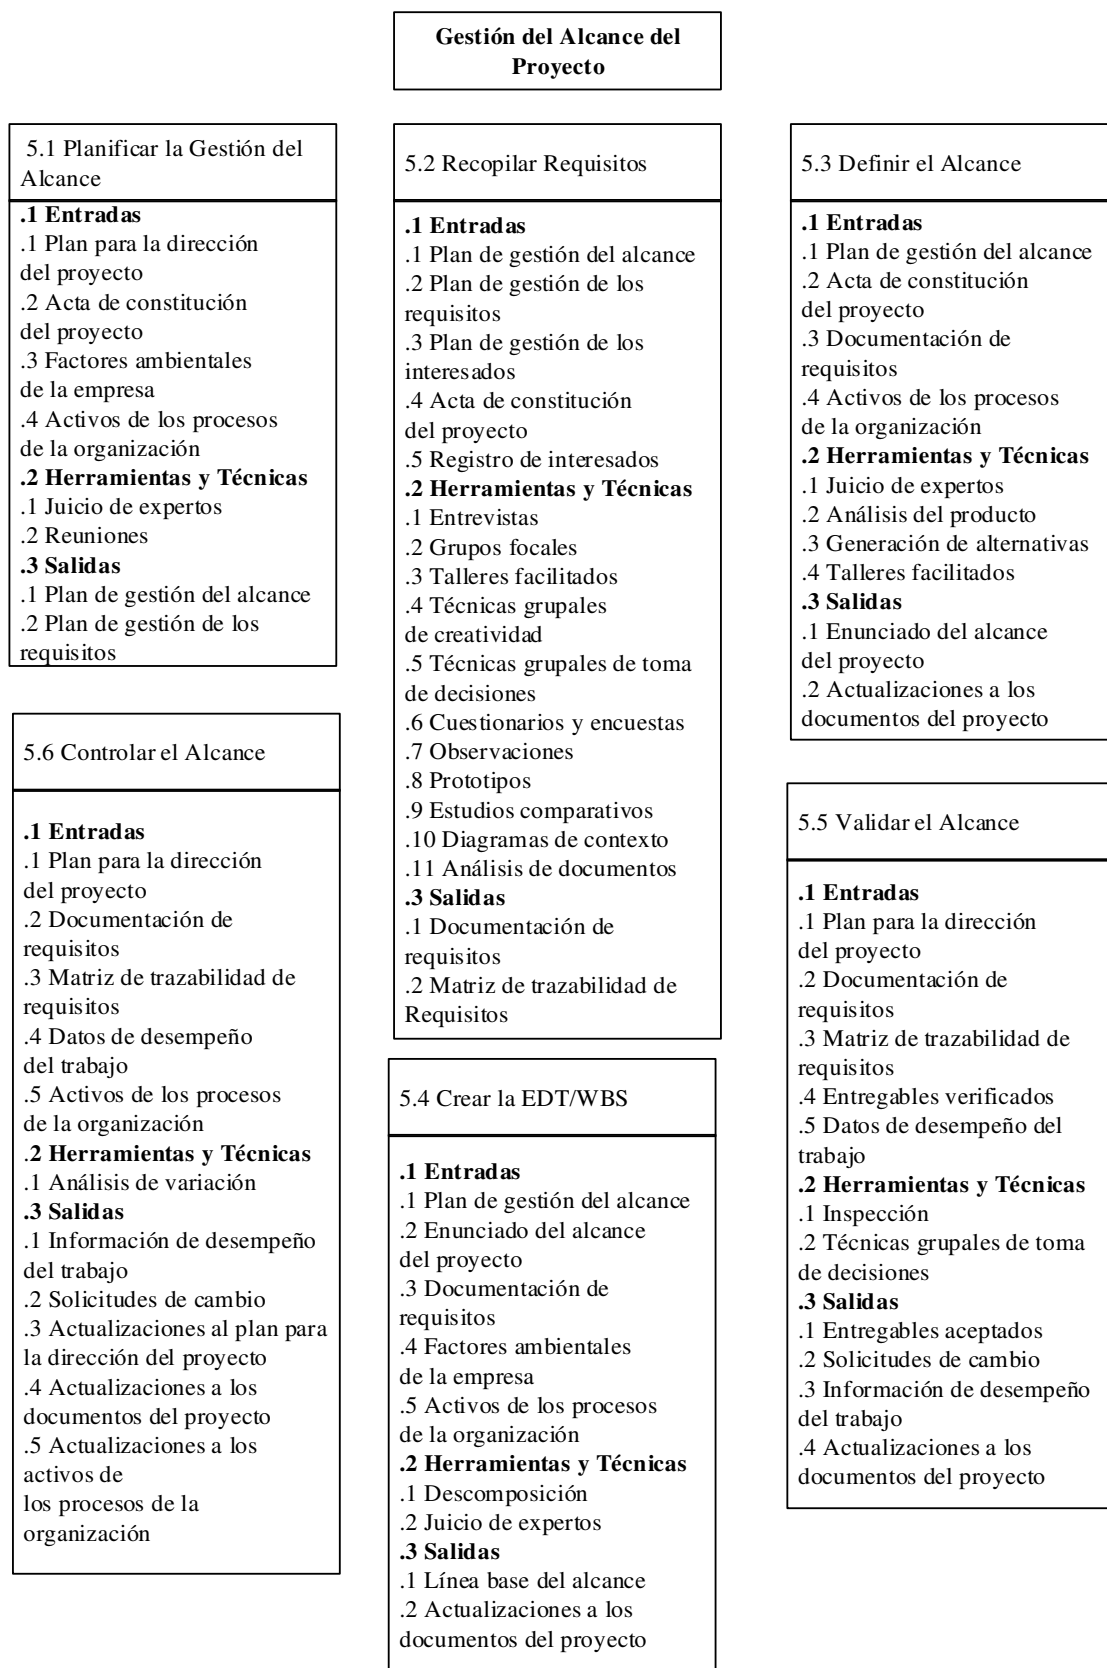 Gestión del Alcance del
Proyecto
5.1 Planificar la Gestión del
Alcance
.1 Entradas
.1 Plan para la dirección
del proyecto
.2 Acta de constitución
del proyecto
.3 Factores ambientales
de la empresa
.4 Activos de los procesos
de la organización
.2 Herramientas y Técnicas
.1 Juicio de expertos
.2 Reuniones
.3 Salidas
.1 Plan de gestión del alcance
.2 Plan de gestión de los
requisitos
5.2 Recopilar Requisitos
.1 Entradas
.1 Plan de gestión del alcance
.2 Plan de gestión de los
requisitos
.3 Plan de gestión de los
interesados
.4 Acta de constitución
del proyecto
.5 Registro de interesados
.2 Herramientas y Técnicas
.1 Entrevistas
.2 Grupos focales
.3 Talleres facilitados
.4 Técnicas grupales
de creatividad
.5 Técnicas grupales de toma
de decisiones
.6 Cuestionarios y encuestas
.7 Observaciones
.8 Prototipos
.9 Estudios comparativos
.10 Diagramas de contexto
.11 Análisis de documentos
.3 Salidas
.1 Documentación de
requisitos
.2 Matriz de trazabilidad de
Requisitos
5.3 Definir el Alcance
.1 Entradas
.1 Plan de gestión del alcance
.2 Acta de constitución
del proyecto
.3 Documentación de
requisitos
.4 Activos de los procesos
de la organización
.2 Herramientas y Técnicas
.1 Juicio de expertos
.2 Análisis del producto
.3 Generación de alternativas
.4 Talleres facilitados
.3 Salidas
.1 Enunciado del alcance
del proyecto
.2 Actualizaciones a los
documentos del proyecto
5.6 Controlar el Alcance
.1 Entradas
.1 Plan para la dirección
del proyecto
.2 Documentación de
requisitos
.3 Matriz de trazabilidad de
requisitos
.4 Datos de desempeño
del trabajo
.5 Activos de los procesos
de la organización
.2 Herramientas y Técnicas
.1 Análisis de variación
.3 Salidas
.1 Información de desempeño
del trabajo
.2 Solicitudes de cambio
.3 Actualizaciones al plan para
la dirección del proyecto
.4 Actualizaciones a los
documentos del proyecto
.5 Actualizaciones a los
activos de
los procesos de la
organización
5.4 Crear la EDT/WBS
.1 Entradas
.1 Plan de gestión del alcance
.2 Enunciado del alcance
del proyecto
.3 Documentación de
requisitos
.4 Factores ambientales
de la empresa
.5 Activos de los procesos
de la organización
.2 Herramientas y Técnicas
.1 Descomposición
.2 Juicio de expertos
.3 Salidas
.1 Línea base del alcance
.2 Actualizaciones a los
documentos del proyecto
5.5 Validar el Alcance
.1 Entradas
.1 Plan para la dirección
del proyecto
.2 Documentación de
requisitos
.3 Matriz de trazabilidad de
requisitos
.4 Entregables verificados
.5 Datos de desempeño del
trabajo
.2 Herramientas y Técnicas
.1 Inspección
.2 Técnicas grupales de toma
de decisiones
.3 Salidas
.1 Entregables aceptados
.2 Solicitudes de cambio
.3 Información de desempeño
del trabajo
.4 Actualizaciones a los
documentos del proyecto